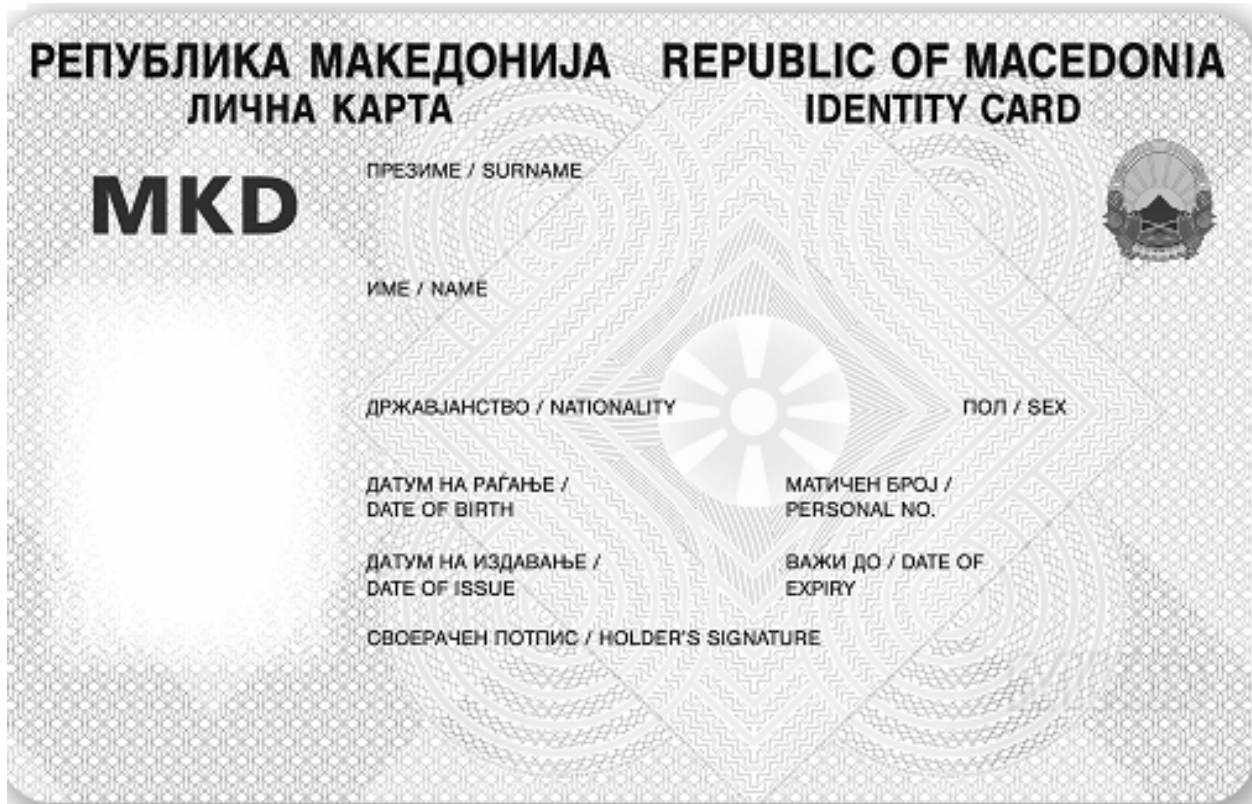 РЕПУБЛИКА МАКЕДОНИЈА
ЛИЧНА КАРТА
REPUBLIC OF MACEDONIA
IDENTITY CARD
MKD
ПРЕЗИМЕ / SURNAME
ИМЕ / NAME
ДРЖАВЈАНСТВО / NATIONALITY
ПОЛ / SEX
ДАТУМ НА РАЃАЊЕ /
DATE OF BIRTH
МАТИЧЕН БРОЈ /
PERSONAL NO.
ДАТУМ НА ИЗДАВАЊЕ /
DATE OF ISSUE
ВАЖИ ДО / DATE OF
EXPIRY
СВОЕРАЧЕН ПОТПИС / HOLDER'S SIGNATURE